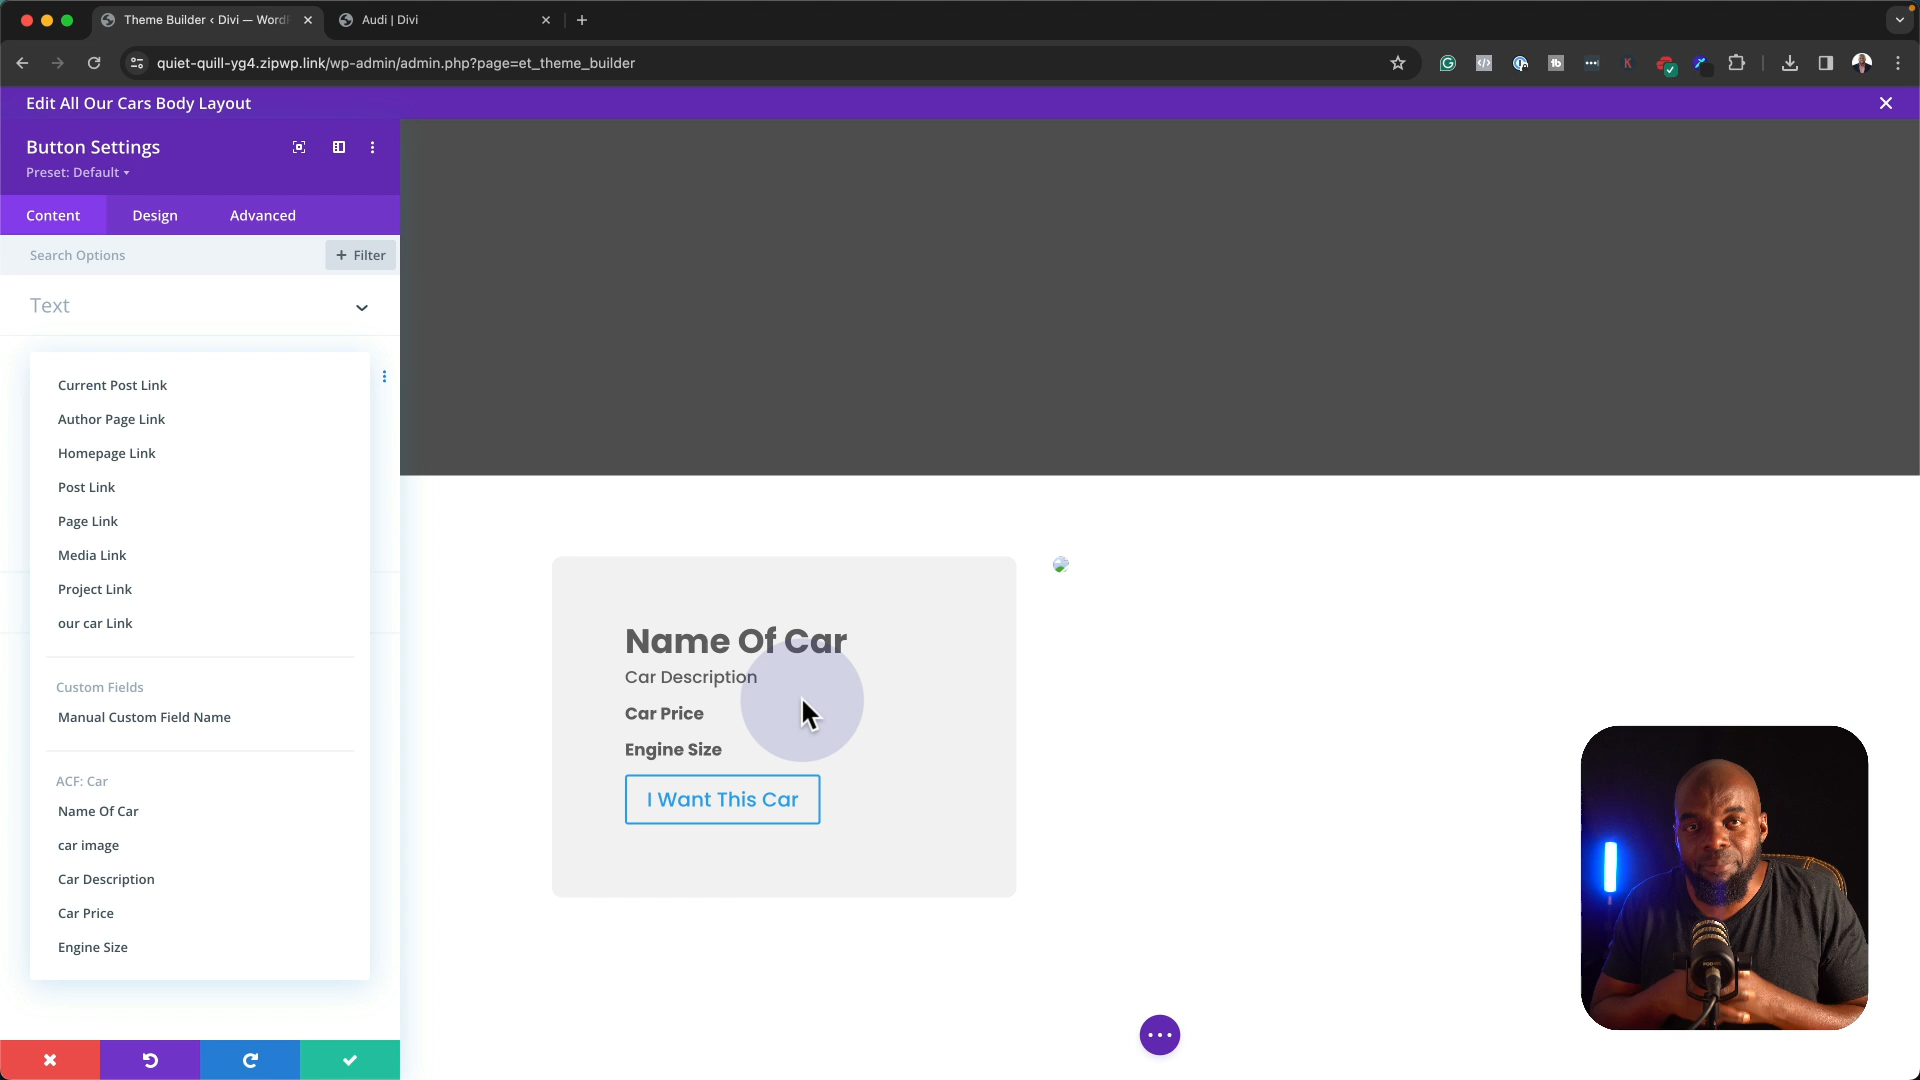 Theme Builder ‹ Divi — Word
Audi | Divi
quiet-quill-yg4.zipwp.link/wp-admin/admin.php?page=et_theme_builder
Edit All Our Cars Body Layout
Button Settings
Preset: Default
Content
Design
Advanced
Search Options
+ Filter
Text
Current Post Link
Author Page Link
Homepage Link
Post Link
Page Link
Media Link
Project Link
our car Link
Custom Fields
Manual Custom Field Name
ACF: Car
Name Of Car
car image
Car Description
Car Price
Engine Size
Name Of Car
Car Description
Car Price
Engine Size
I Want This Car